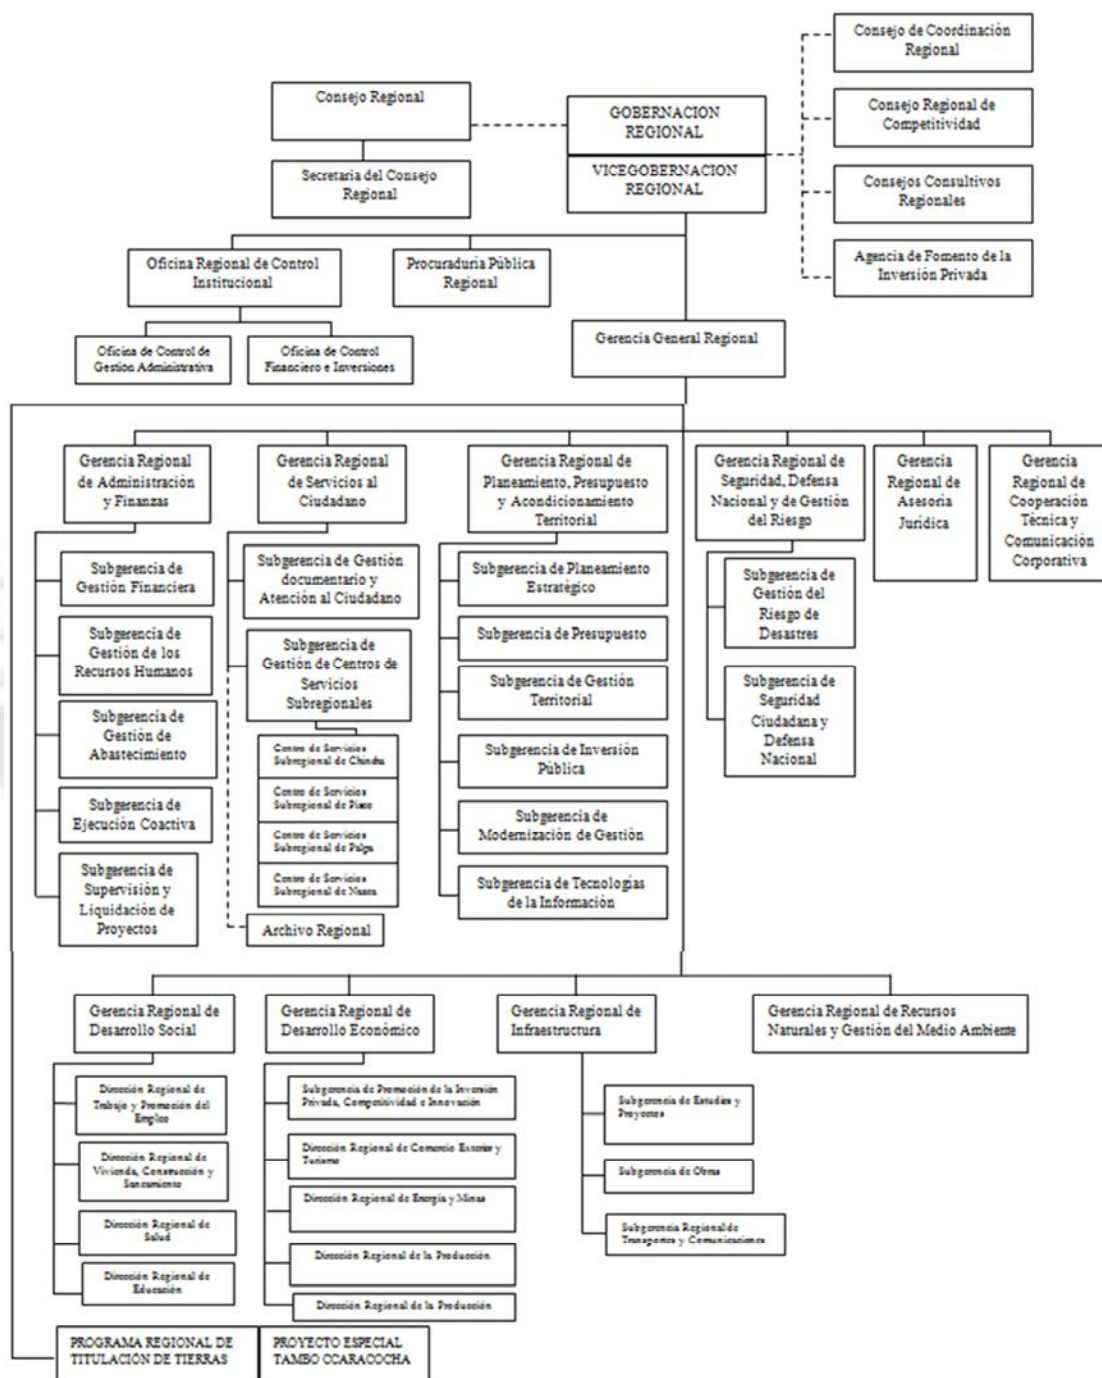 Consejo de Coordinación
Regional
Consejo Regional
GOBERNACION
REGIONAL
Consejo Regional de
Competitividad
VICEGOBERNACION
REGIONAL
Secretaría del Consejo
Regional
Consejos Consultivos
Regionales
Oficina Regional de Control
Institucional
Procuraduría Pública
Regional
Agencia de Fomento de la
Inversión Privada
Gerencia General Regional
Oficina de Control de
Gestión Administrativa
Oficina de Control
Financiero e Inversiones
Gerencia Regional
de Administración
y Finanzas
Gerencia Regional
de Servicios al
Ciudadano
Gerencia Regional de
Planeamiento, Presupuesto
y Acondicionamiento
Territorial
Gerencia Regional de
Seguridad, Defensa
Nacional y de Gestión
del Riesgo
Gerencia
Regional de
Asesoría
Jurídica
Gerencia
Regional de
Cooperación
Técnica y
Comunicación
Corporativa
Subgerencia de
Gestión Financiera
Subgerencia de
Gestión de los
Recursos Humanos
Subgerencia de
Gestión de
Abastecimiento
Subgerencia de
Ejecución Coactiva
Subgerencia de
Supervisión y
Liquidación de
Proyectos
Subgerencia de Gestión
documentario y
Atención al Ciudadano
Subgerencia de
Gestión de Centros de
Servicios
Subregionales
Centro de Servicios
Subregional de Chincha
Centro de Servicios
Subregional de Pisco
Centro de Servicios
Subregional de Palpa
Centro de Servicios
Subregional de Nasca
Archivo Regional
Subgerencia de Planeamiento
Estratégico
Subgerencia de Presupuesto
Subgerencia de Gestión
Territorial
Subgerencia de Inversión
Pública
Subgerencia de
Modernización de Gestión
Subgerencia de Tecnologías
de la Información
Subgerencia de
Gestión del
Riesgo de
Desastres
Subgerencia de
Seguridad
Ciudadana y
Defensa
Nacional
Gerencia Regional de
Desarrollo Social
Gerencia Regional de
Desarrollo Económico
Gerencia Regional de
Infraestructura
Gerencia Regional de Recursos
Naturales y Gestión del Medio Ambiente
Dirección Regional de
Trabajo y Promoción del
Empleo
Dirección Regional de
Vivienda, Construcción y
Saneamiento
Dirección Regional de
Salud
Dirección Regional de
Educación
Subgerencia de Promoción de la Inversión
Privada, Competitividad e Innovación
Dirección Regional de Comercio Exterior y
Turismo
Dirección Regional de Energía y Minas
Dirección Regional de la Producción
Dirección Regional de la Producción
Subgerencia de Estudios y
Proyectos
Subgerencia de Obras
Subgerencia Regional de
Transportes y Comunicaciones
PROGRAMA REGIONAL DE
TITULACIÓN DE TIERRAS
PROYECTO ESPECIAL
TAMBO CCARACOCHA